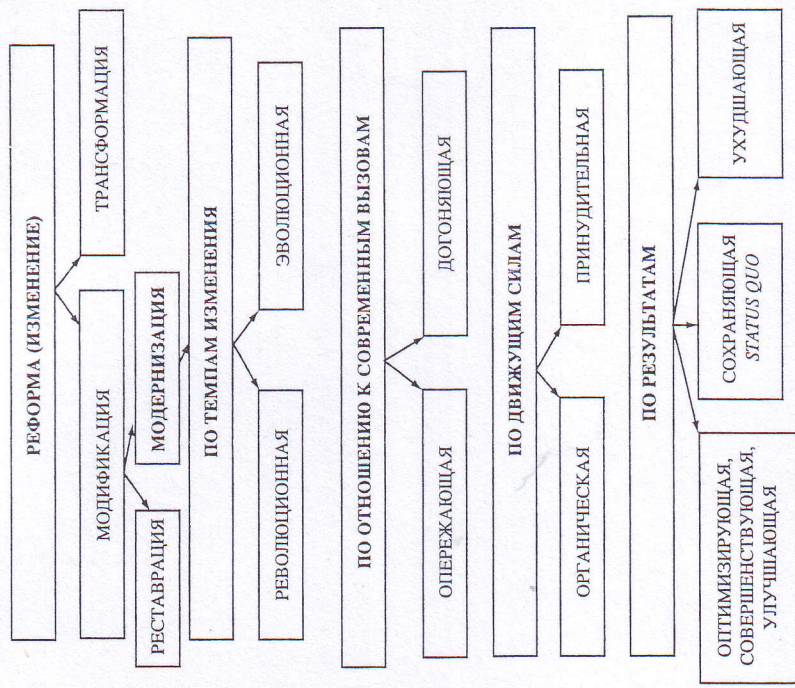 РЕФОРМА (ИЗМЕНЕНИЕ)
МОДИФИКАЦИЯ
ТРАНСФОРМАЦИЯ
РЕСТАВРАЦИЯ
МОДЕРНИЗАЦИЯ
ПО ТЕМПАМ ИЗМЕНЕНИЯ
РЕВОЛЮЦИОННАЯ
ЭВОЛЮЦИОННАЯ
ПО ОТНОШЕНИЮ К СОВРЕМЕННЫМ ВЫЗОВАМ
ОПЕРЕЖАЮЩАЯ
ДОГОНЯЮЩАЯ
ПО ДВИЖУЩИМ СИЛАМ
ОРГАНИЧЕСКАЯ
ПРИНУДИТЕЛЬНАЯ
ПО РЕЗУЛЬТАТАМ
ОПТИМИЗИРУЮЩАЯ,
СОВЕРШЕНСТВУЮЩАЯ,
УЛУЧШАЮЩАЯ
СОХРАНЯЮЩАЯ
STATUS QUO
УХУДШАЮЩАЯ